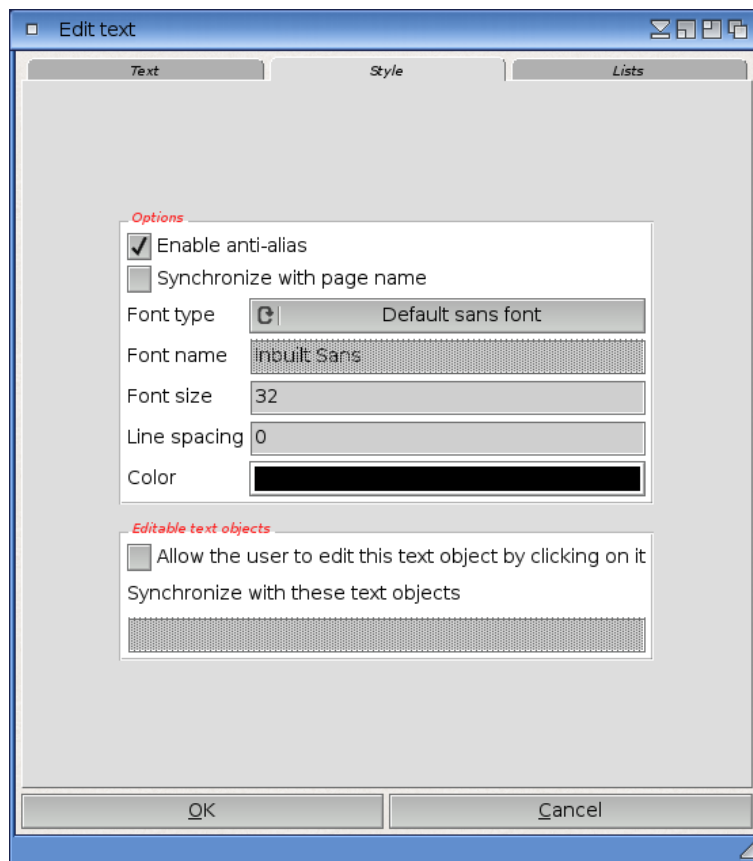 Edit text
Text Style Lists
Options
Enable anti-alias
Synchronize with page name
Font type Default sans font
Font name Inbuilt Sans
Font size 32
Line spacing 0
Color
Editable text objects
Allow the user to edit this text object by clicking on it
Synchronize with these text objects
OK Cancel